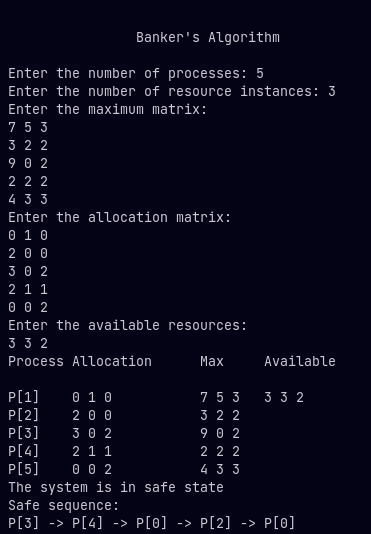 Banker's Algorithm
Enter the number of processes: 5
Enter the number of resource instances: 3
Enter the maximum matrix:
7 5 3
3 2 2
9 0 2
2 2 2
4 3 3
Enter the allocation matrix:
0 1 0
2 0 0
3 0 2
2 1 1
0 0 2
Enter the available resources:
3 3 2
Process Allocation Max Available
P[1] 0 1 0 7 5 3 3 3 2
P[2] 2 0 0 3 2 2
P[3] 3 0 2 9 0 2
P[4] 2 1 1 2 2 2
P[5] 0 0 2 4 3 3
The system is in safe state
Safe sequence:
P[3] -> P[4] -> P[0] -> P[2] -> P[0]